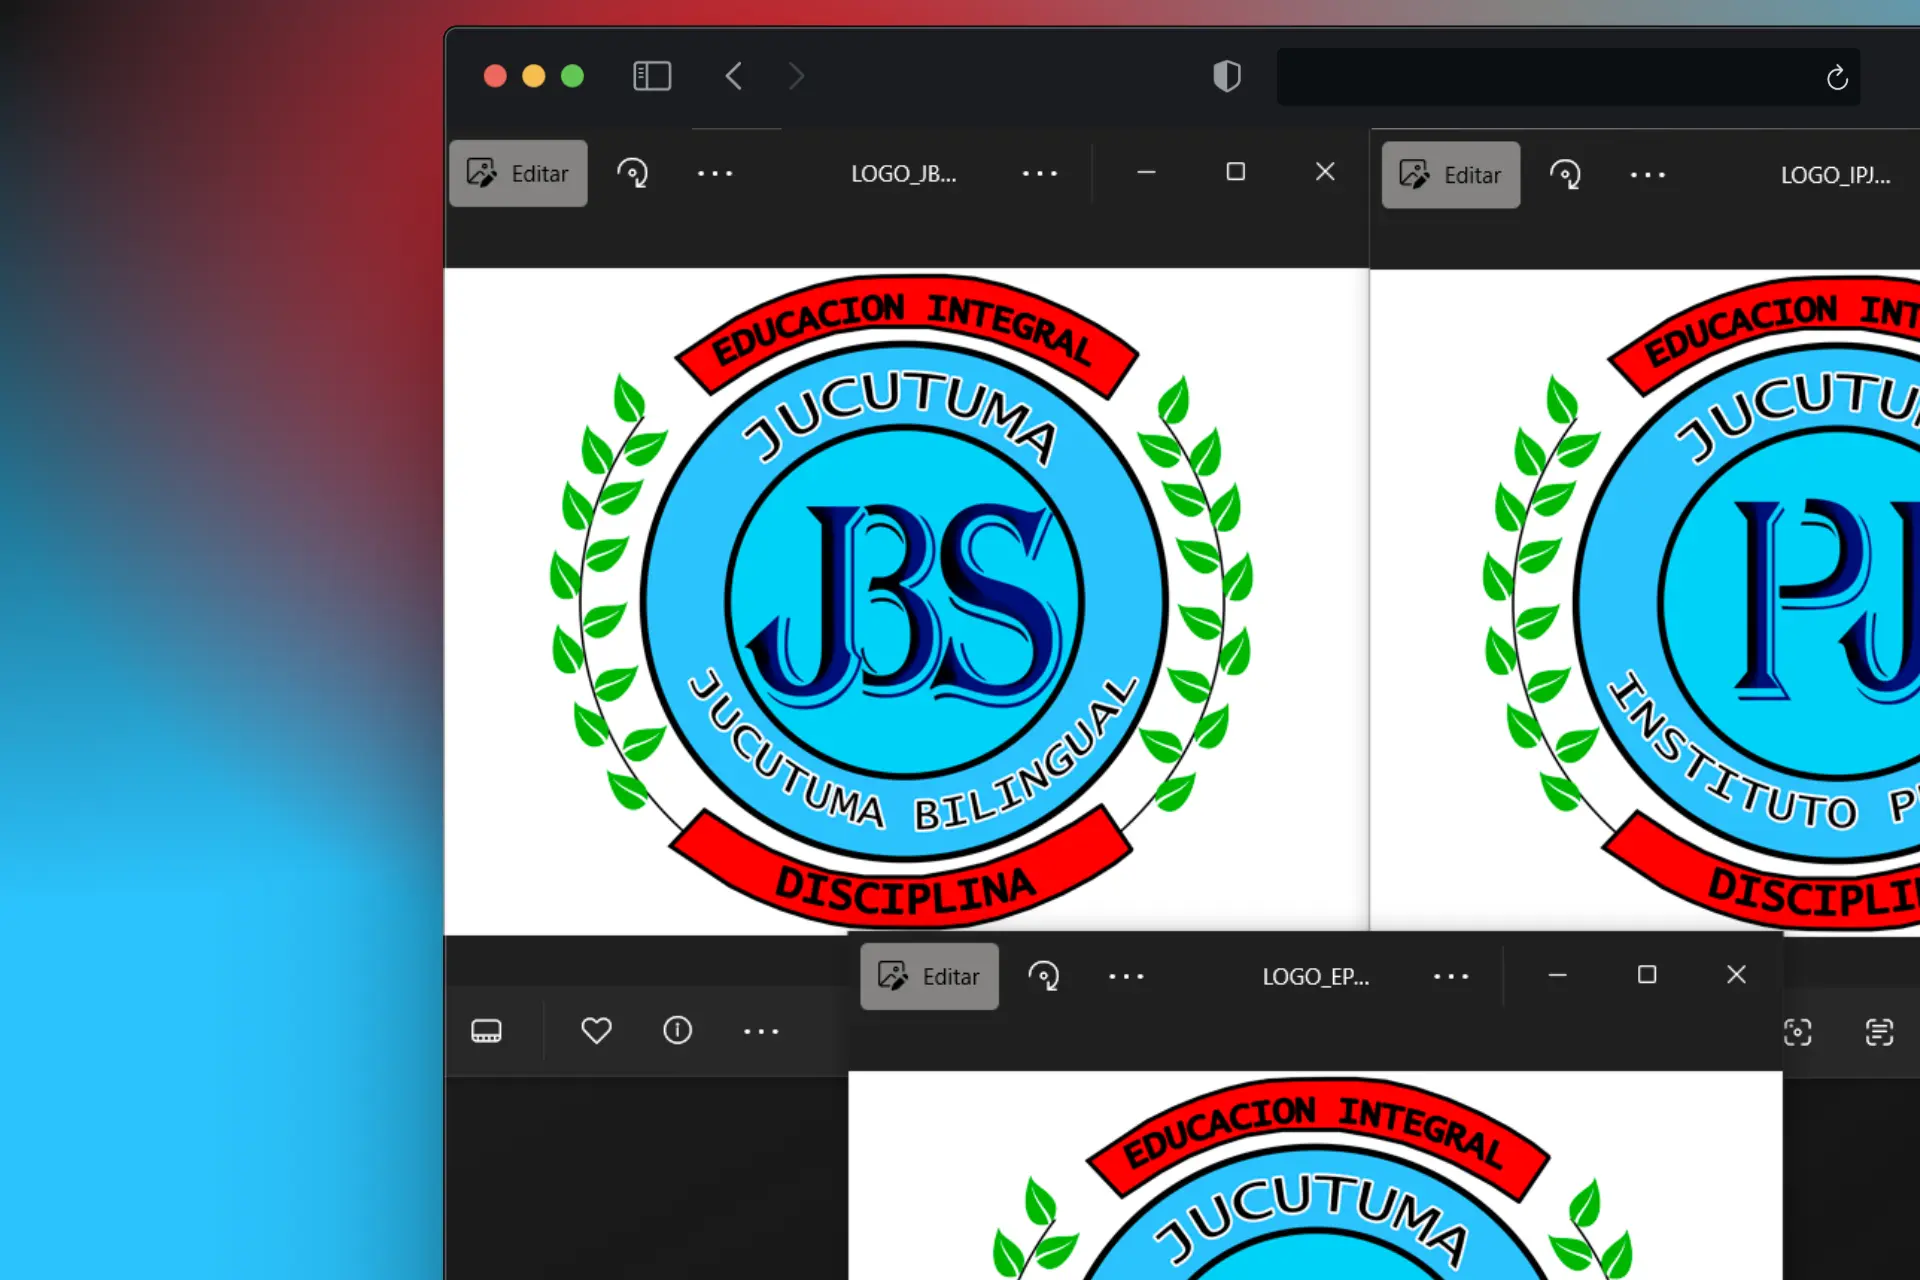 Editar
LOGO_JB...
EDUCACION INTEGRAL
JUCUTUMA
JBS
JUCUTUMA BILINGUAL
DISCIPLINA
Editar
LOGO_IPJ...
EDUCACION INT
JUCUTU
PJ
INSTITUTO P
DISCIPLI
Editar
LOGO_EP...
EDUCACION INTEGRAL
JUCUTUMA